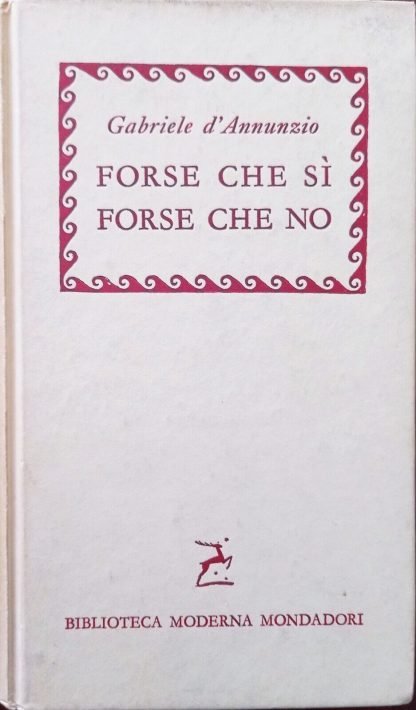 Gabriele d'Annunzio
FORSE CHE SÌ
FORSE CHE NO
BIBLIOTECA MODERNA MONDADORI